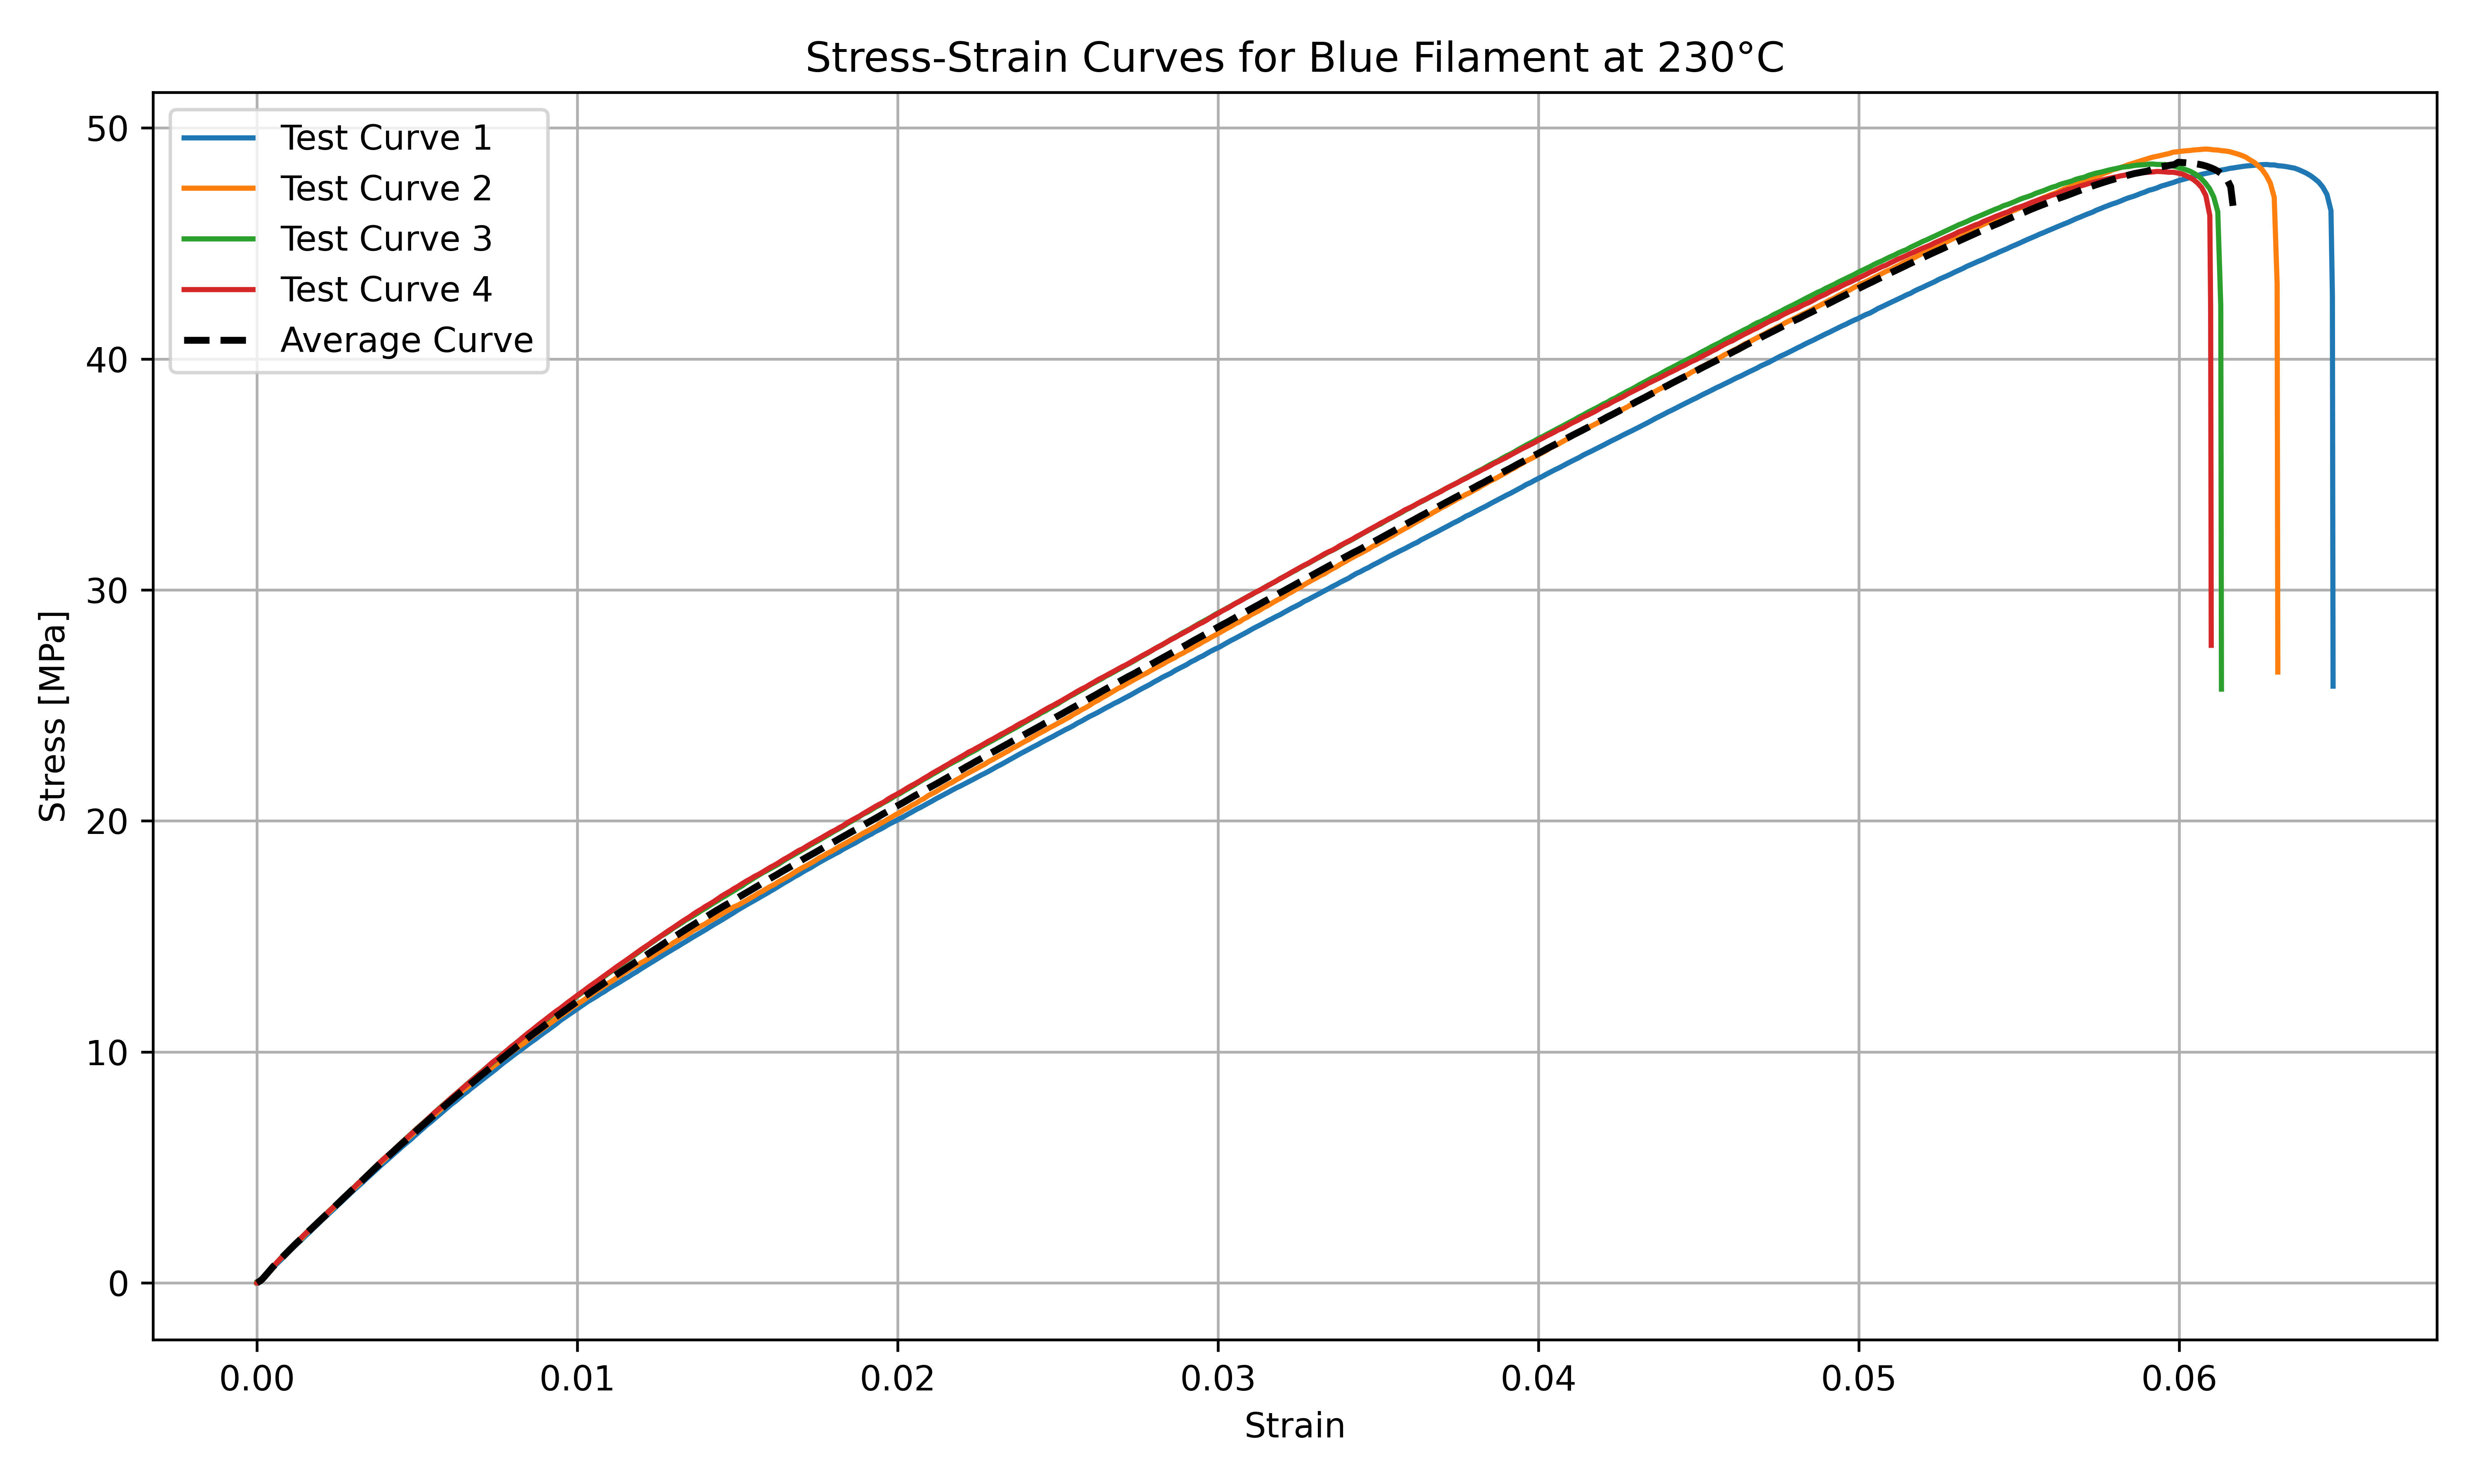 Stress-Strain Curves for Blue Filament at 230°C
Test Curve 1
Test Curve 2
Test Curve 3
Test Curve 4
Average Curve
50
40
30
20
10
0
Stress [MPa]
0.00 0.01 0.02 0.03 0.04 0.05 0.06
Strain